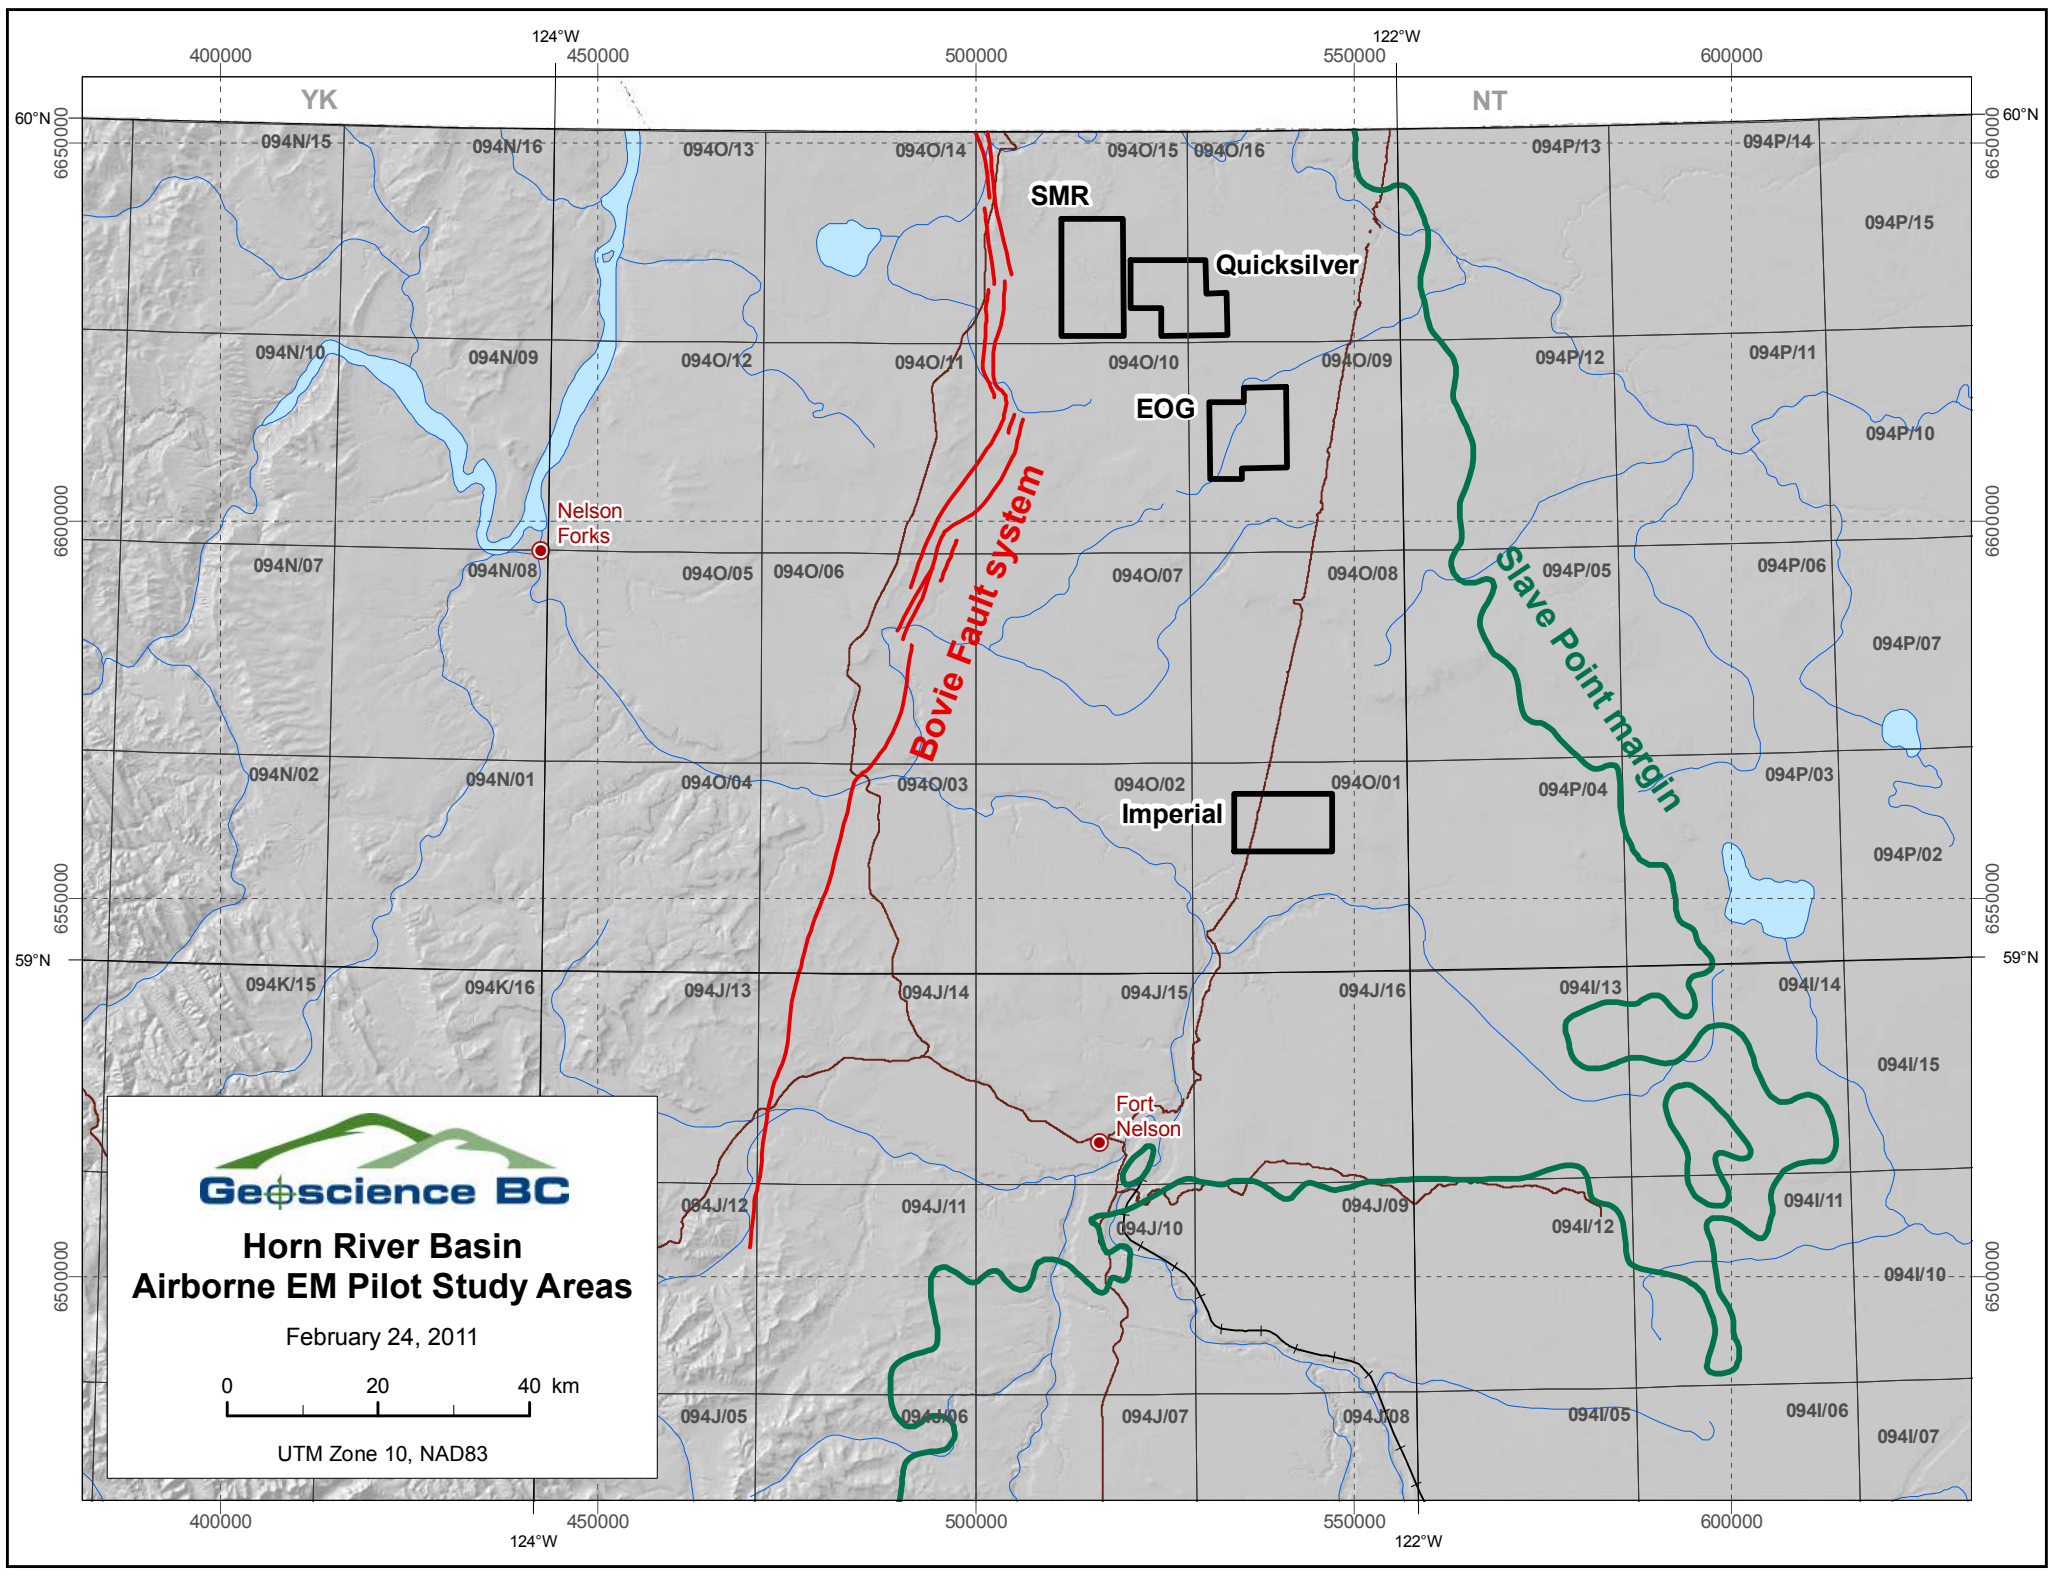 124°W
122°W
400000
450000
500000
550000
600000
YK
NT
60°N
60°N
6650000
6650000
094N/15
094N/16
094O/13
094O/14
094O/15
094O/16
094P/13
094P/14
SMR
094P/15
Quicksilver
094N/10
094N/09
094O/12
094O/11
094O/10
094O/09
094P/12
094P/11
EOG
094P/10
Nelson
Forks
6600000
6600000
094N/07
094N/08
094O/05
094O/06
094O/07
094O/08
094P/05
094P/06
Bovie Fault system
Slave Point margin
094P/07
094N/02
094N/01
094O/04
094O/03
094O/02
094O/01
094P/04
094P/03
Imperial
094P/02
6550000
6550000
59°N
59°N
094K/15
094K/16
094J/13
094J/14
094J/15
094J/16
094I/13
094I/14
094I/15
Fort
Nelson
Geoscience BC
094J/12
094J/11
094J/10
094J/09
094I/12
094I/11
Horn River Basin
Airborne EM Pilot Study Areas
6500000
6500000
094I/10
February 24, 2011
0
20
40 km
094J/05
094J/06
094J/07
094J/08
094I/05
094I/06
094I/07
UTM Zone 10, NAD83
400000
450000
500000
550000
600000
124°W
122°W